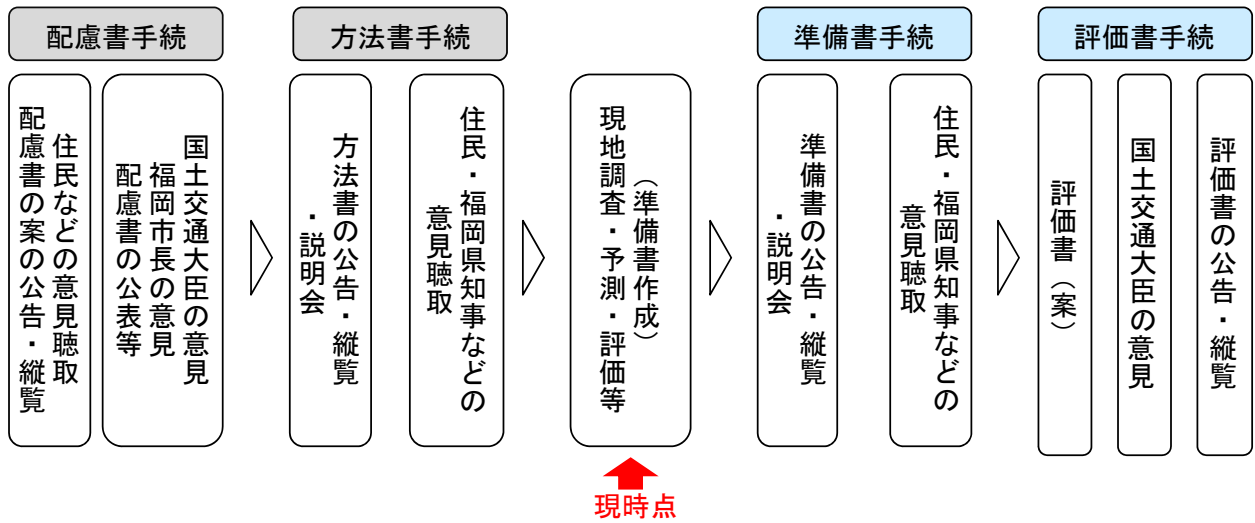 配慮書手続
方法書手続
準備書手続
評価書手続
住民などの意見聴取
配慮書の案の公告・縦覧
国土交通大臣の意見
福岡市長の意見
配慮書の公表等
方法書の公告・縦覧
・説明会
住民・福岡県知事などの
意見聴取
（準備書作成）
現地調査・予測・評価等
準備書の公告・縦覧
・説明会
住民・福岡県知事などの
意見聴取
評価書（案）
国土交通大臣の意見
評価書の公告・縦覧
現時点